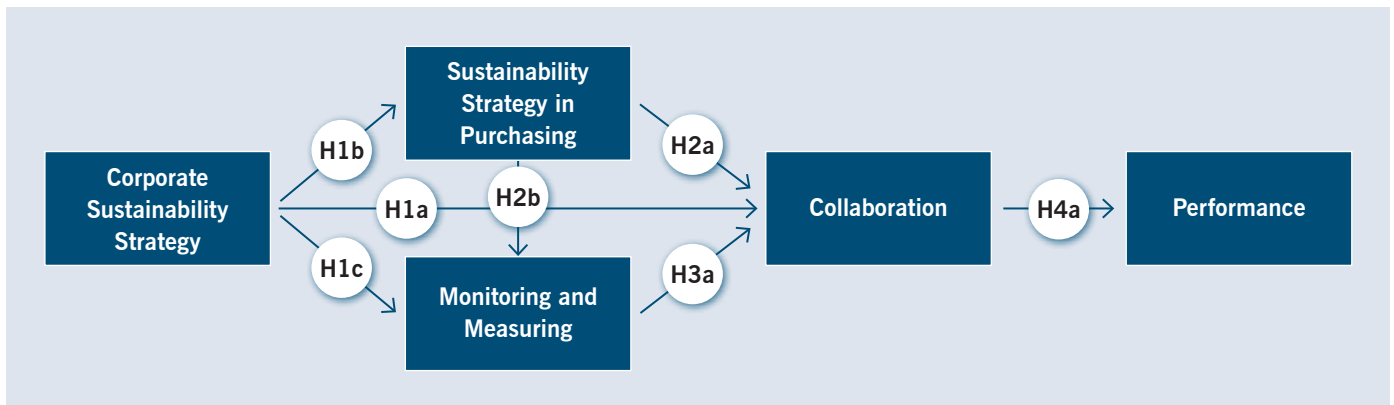 Sustainability
Strategy in
Purchasing
H1b
H2a
Corporate
Sustainability
Strategy
H1a
H2b
Collaboration
H4a
Performance
H1c
H3a
Monitoring and
Measuring